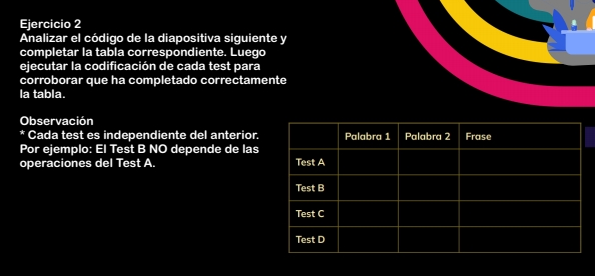 Ejercicio 2
Analizar el código de la diapositiva siguiente y
completar la tabla correspondiente. Luego
ejecutar la codificación de cada test para
corroborar que ha completado correctamente
la tabla.
Observación
* Cada test es independiente del anterior.
Por ejemplo: El Test B NO depende de las
operaciones del Test A.
Palabra 1 Palabra 2 Frase
Test A
Test B
Test C
Test D